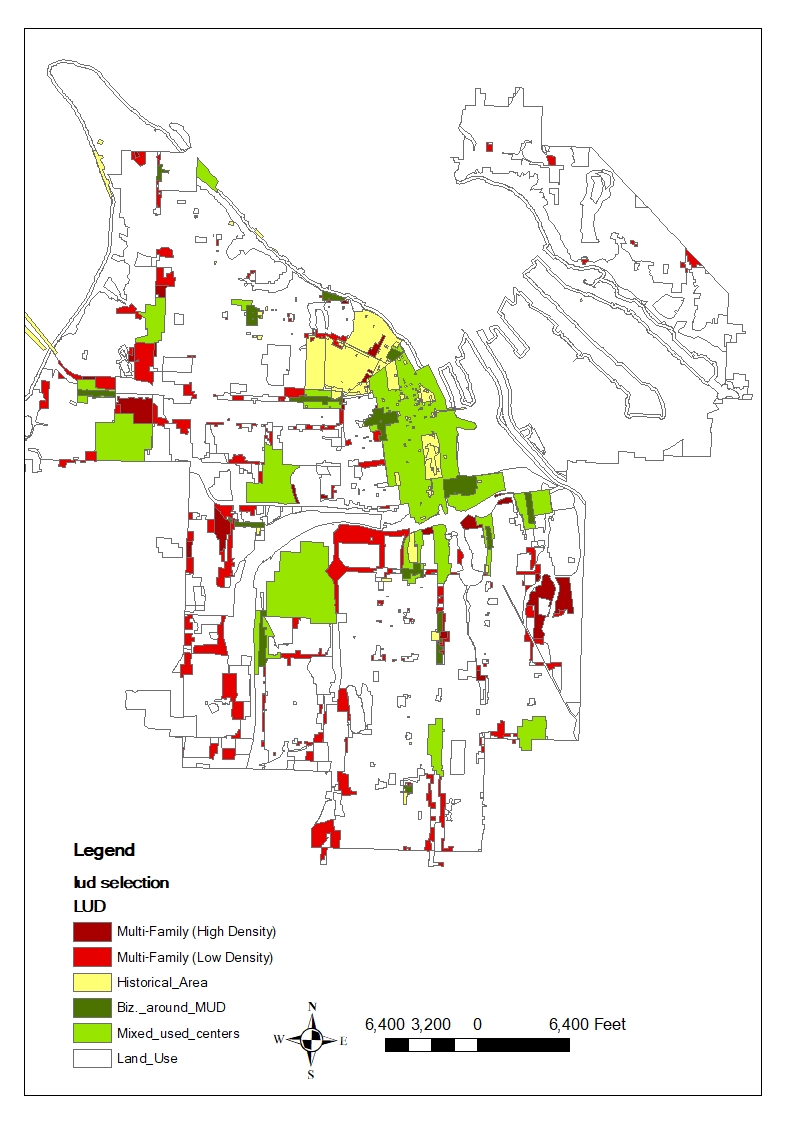 Legend
lud selection
LUD
Multi-Family (High Density)
Multi-Family (Low Density)
Historical_Area
Biz._around_MUD
Mixed_used_centers
Land_Use
N
W E
S
6,400 3,200 0 6,400 Feet